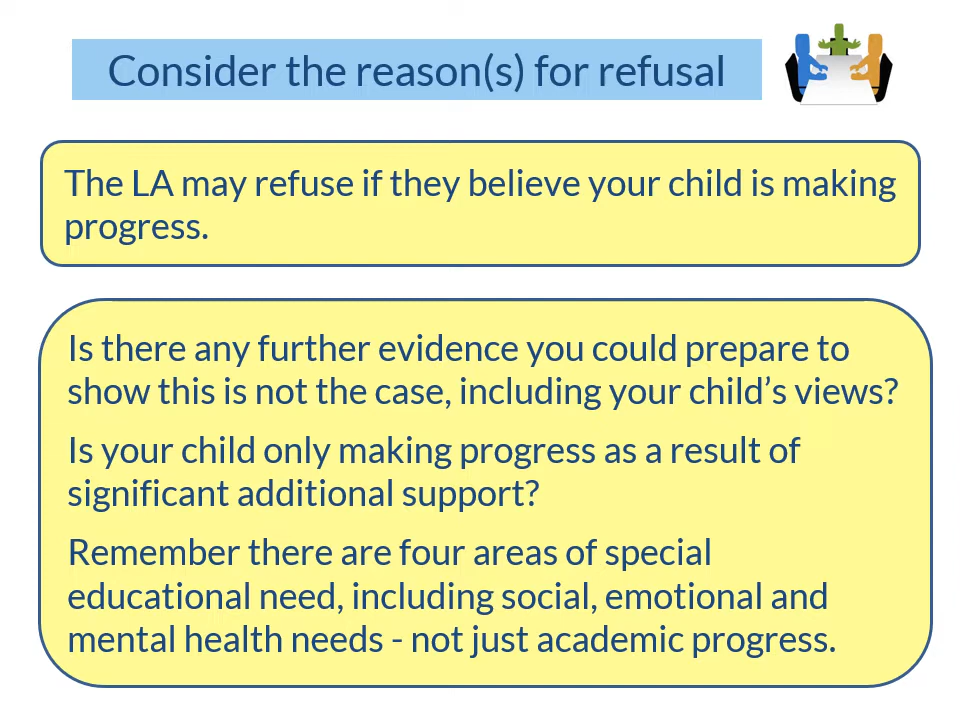 Consider the reason(s) for refusal
The LA may refuse if they believe your child is making
progress.
Is there any further evidence you could prepare to
show this is not the case, including your child’s views?
Is your child only making progress as a result of
significant additional support?
Remember there are four areas of special
educational need, including social, emotional and
mental health needs - not just academic progress.